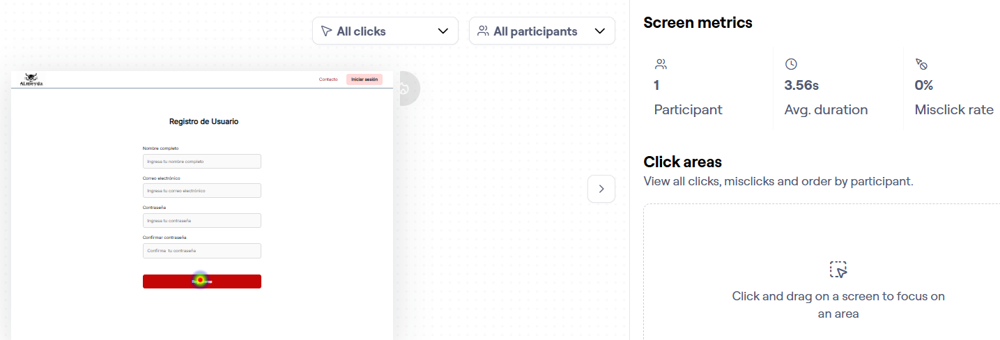 All clicks
All participants
ALmeyda
Contacto
Iniciar sesión
Registro de Usuario
Nombre completo
Ingresa tu nombre completo
Correo electrónico
Ingresa tu correo electrónico
Contraseña
Ingresa tu contraseña
Confirmar contraseña
Confirma tu contraseña
Screen metrics
1
Participant
3.56s
Avg. duration
0%
Misclick rate
Click areas
View all clicks, misclicks and order by participant.
Click and drag on a screen to focus on
an area